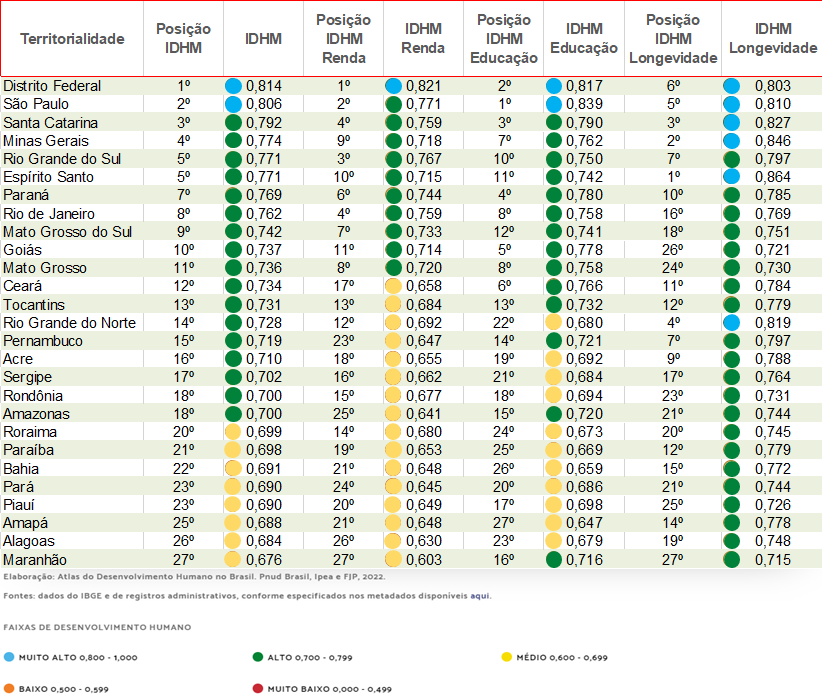 Territorialidade Posição IDHM IDHM Posição IDHM Renda IDHM Renda Posição IDHM Educação IDHM Educação Posição IDHM Longevidade IDHM Longevidade
Distrito Federal 1º 0,814 1º 0,821 2º 0,817 6º 0,803
São Paulo 2º 0,806 2º 0,771 1º 0,839 5º 0,810
Santa Catarina 3º 0,792 4º 0,759 3º 0,790 3º 0,827
Minas Gerais 4º 0,774 9º 0,718 7º 0,762 2º 0,846
Rio Grande do Sul 5º 0,771 3º 0,767 10º 0,750 7º 0,797
Espírito Santo 5º 0,771 10º 0,715 11º 0,742 1º 0,864
Paraná 7º 0,769 6º 0,744 4º 0,780 10º 0,785
Rio de Janeiro 8º 0,762 4º 0,759 8º 0,758 16º 0,769
Mato Grosso do Sul 9º 0,742 7º 0,733 12º 0,741 18º 0,751
Goiás 10º 0,737 11º 0,714 5º 0,778 26º 0,721
Mato Grosso 11º 0,736 8º 0,720 8º 0,758 24º 0,730
Ceará 12º 0,734 17º 0,658 6º 0,766 11º 0,784
Tocantins 13º 0,731 13º 0,684 13º 0,732 12º 0,779
Rio Grande do Norte 14º 0,728 12º 0,692 22º 0,680 4º 0,819
Pernambuco 15º 0,719 23º 0,647 14º 0,721 7º 0,797
Acre 16º 0,710 18º 0,655 19º 0,692 9º 0,788
Sergipe 17º 0,702 16º 0,662 21º 0,684 17º 0,764
Rondônia 18º 0,700 15º 0,677 18º 0,694 23º 0,731
Amazonas 18º 0,700 25º 0,641 15º 0,720 21º 0,744
Roraima 20º 0,699 14º 0,680 24º 0,673 20º 0,745
Paraíba 21º 0,698 19º 0,653 25º 0,669 12º 0,779
Bahia 22º 0,691 21º 0,648 26º 0,659 15º 0,772
Pará 23º 0,690 24º 0,645 20º 0,686 21º 0,744
Piauí 23º 0,690 20º 0,649 17º 0,698 25º 0,726
Amapá 25º 0,688 21º 0,648 27º 0,647 14º 0,778
Alagoas 26º 0,684 26º 0,630 23º 0,679 19º 0,748
Maranhão 27º 0,676 27º 0,603 16º 0,716 27º 0,715
Elaboração: Atlas do Desenvolvimento Humano no Brasil. Pnud Brasil, Ipea e FJP, 2022.
Fontes: dados do IBGE e de registros administrativos, conforme especificados nos metadados disponíveis aqui.
FAIXAS DE DESENVOLVIMENTO HUMANO
MUITO ALTO 0,800 - 1,000 ALTO 0,700 - 0,799 MÉDIO 0,600 - 0,699
BAIXO 0,500 - 0,599 MUITO BAIXO 0,000 - 0,499